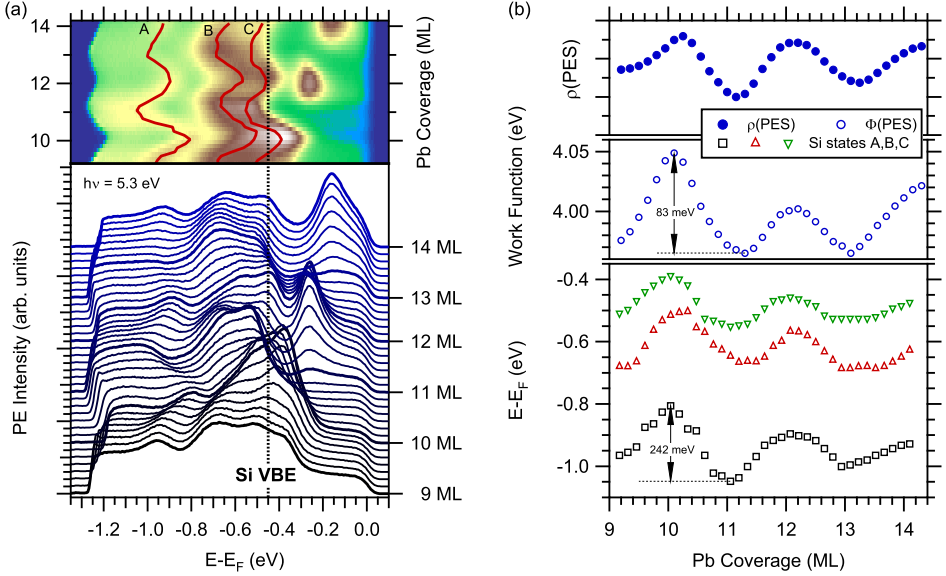 (a)
A
B
C
14
12
10
Pb Coverage (ML)
hν = 5.3 eV
PE Intensity (arb. units)
14 ML
13 ML
12 ML
11 ML
10 ML
9 ML
Si VBE
-1.2
-1.0
-0.8
-0.6
-0.4
-0.2
0.0
E-EF (eV)
(b)
ρ(PES)
ρ(PES)
Φ(PES)
Si states A,B,C
Work Function (eV)
4.05
4.00
83 meV
E-EF (eV)
-0.4
-0.6
-0.8
-1.0
242 meV
9
10
11
12
13
14
Pb Coverage (ML)